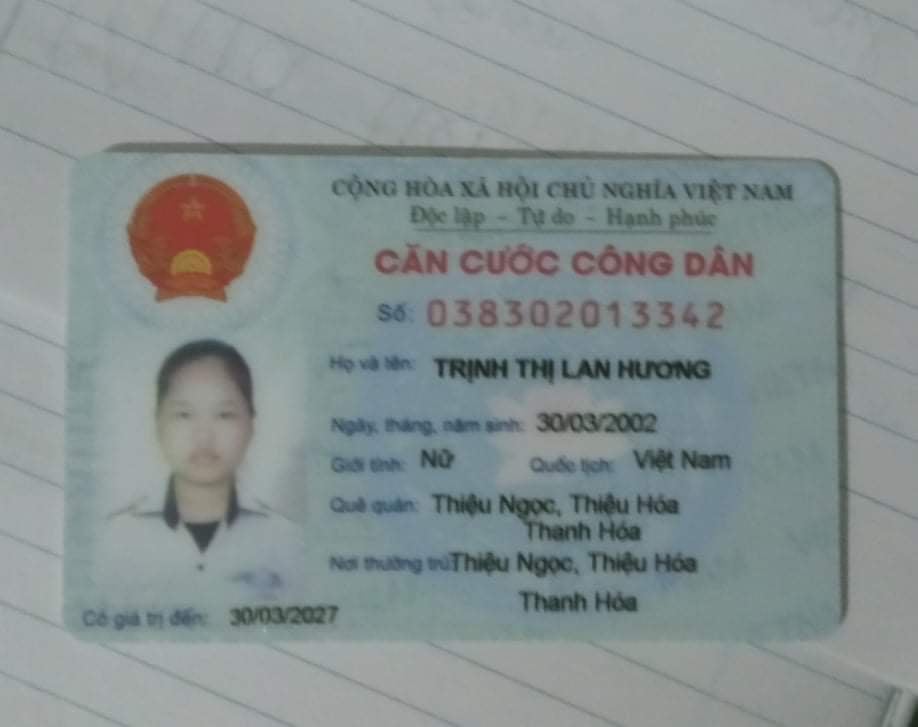 CỘNG HÒA XÃ HỘI CHỦ NGHĨA VIỆT NAM
Độc lập - Tự do - Hạnh phúc
CĂN CƯỚC CÔNG DÂN
Số: 038302013342
Họ và tên: TRỊNH THỊ LAN HƯƠNG
Ngày, tháng, năm sinh: 30/03/2002
Giới tính: Nữ Quốc tịch: Việt Nam
Quê quán: Thiệu Ngọc, Thiệu Hóa
Thanh Hóa
Nơi thường trú: Thiệu Ngọc, Thiệu Hóa
Thanh Hóa
Có giá trị đến: 30/03/2027